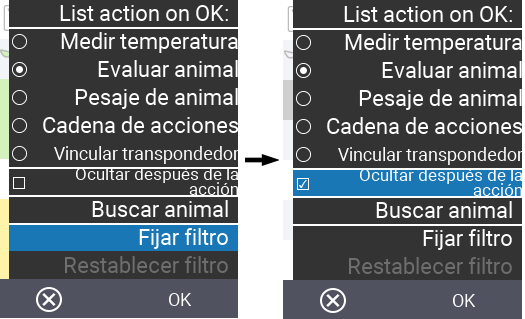 List action on OK:
Medir temperatura
Evaluar animal
Pesaje de animal
Cadena de acciones
Vincular transpondedor
Ocultar después de la
acción
Buscar animal
Fijar filtro
Restablecer filtro
OK
List action on OK:
Medir temperatura
Evaluar animal
Pesaje de animal
Cadena de acciones
Vincular transpondedor
Ocultar después de la
acción
Buscar animal
Fijar filtro
Restablecer filtro
OK